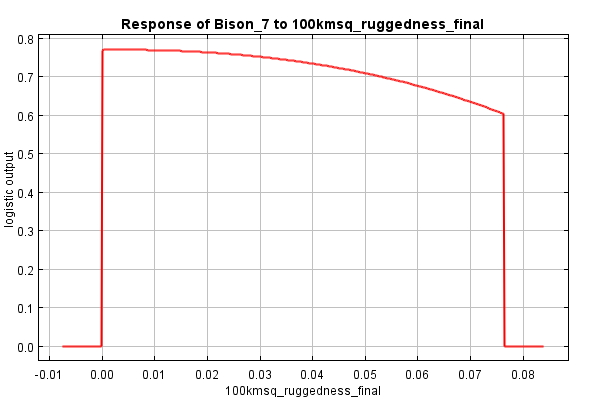 Response of Bison_7 to 100kmsq_ruggedness_final
0.8
0.7
0.6
0.5
0.4
0.3
0.2
0.1
0.0
logistic output
-0.01 0.00 0.01 0.02 0.03 0.04 0.05 0.06 0.07 0.08
100kmsq_ruggedness_final